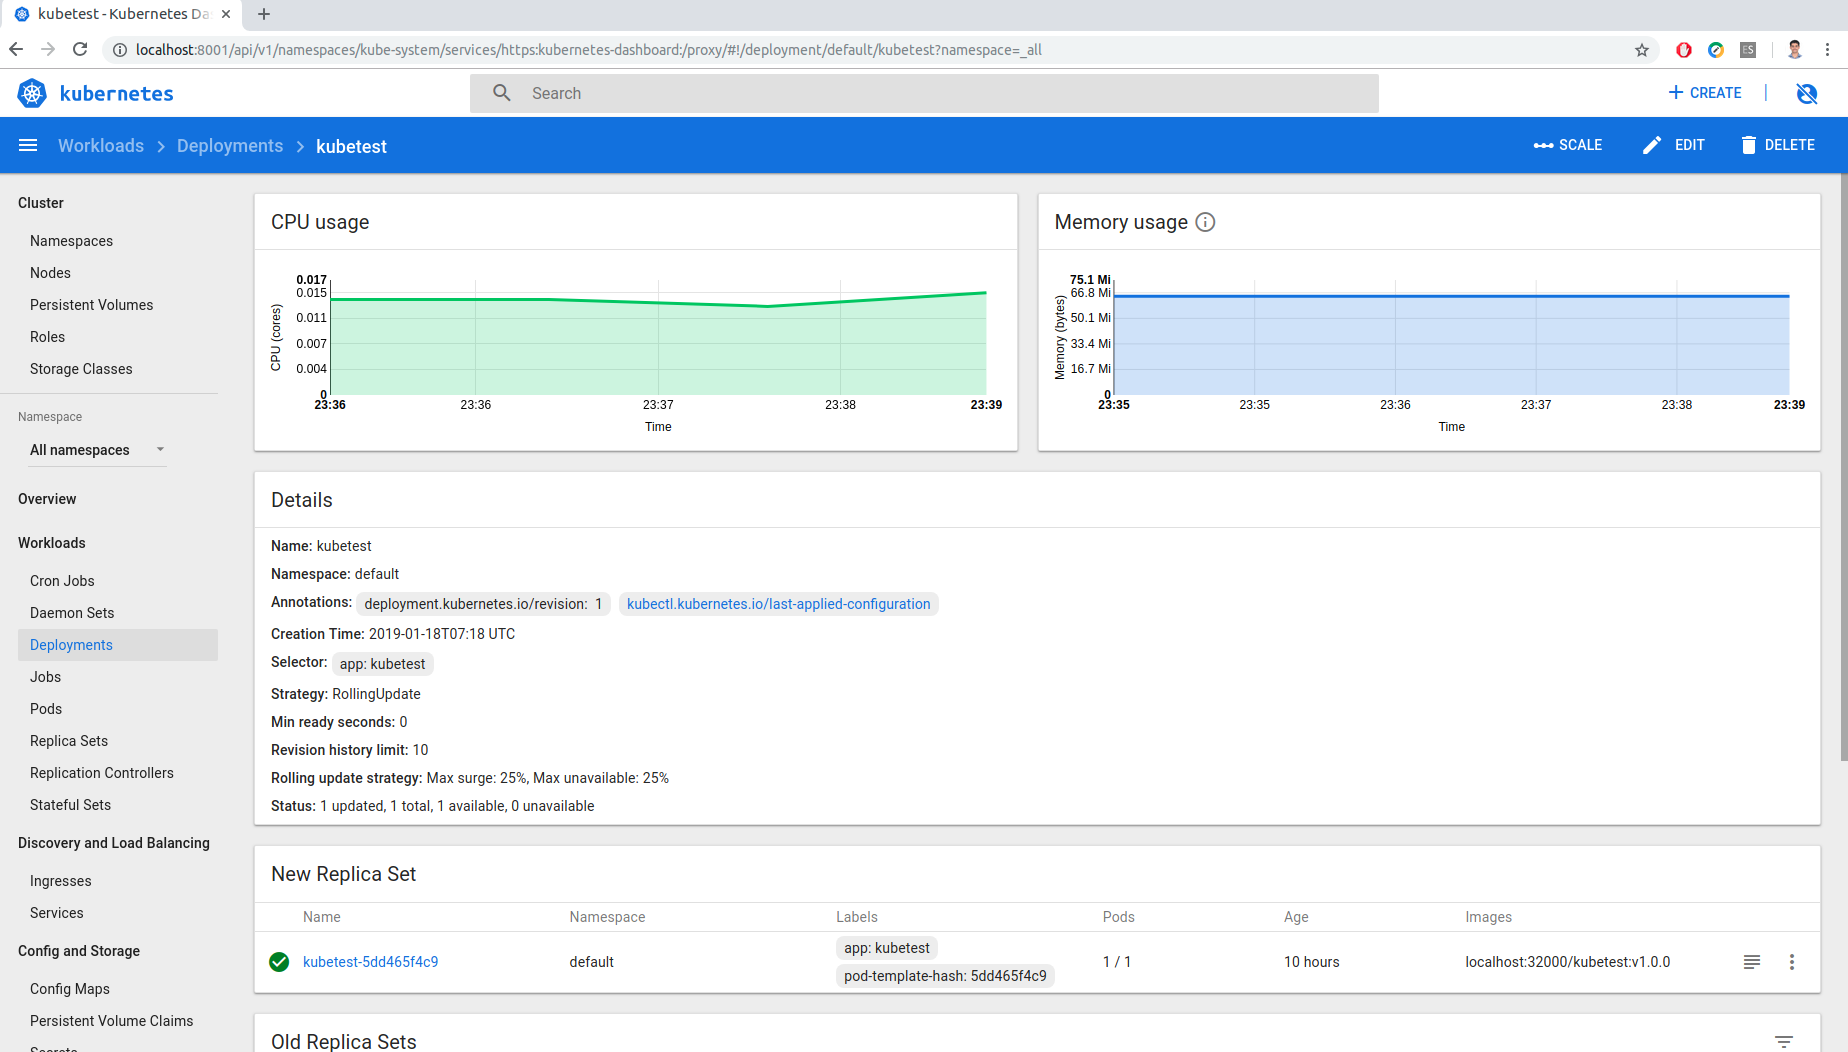 kubetest - Kubernetes Da
localhost:8001/api/v1/namespaces/kube-system/services/https:kubernetes-dashboard:/proxy/#!/deployment/default/kubetest?namespace=_all
ES
kubernetes
Search
CREATE
Workloads
Deployments
kubetest
SCALE
EDIT
DELETE
Cluster
Namespaces
Nodes
Persistent Volumes
Roles
Storage Classes
Namespace
All namespaces
Overview
Workloads
Cron Jobs
Daemon Sets
Deployments
Jobs
Pods
Replica Sets
Replication Controllers
Stateful Sets
Discovery and Load Balancing
Ingresses
Services
Config and Storage
Config Maps
Persistent Volume Claims
Secrets
CPU usage
CPU (cores)
0.017
0.015
0.011
0.007
0.004
0
23:36 23:36 23:37 23:38 23:39
Time
Memory usage
Memory (bytes)
75.1 Mi
66.8 Mi
50.1 Mi
33.4 Mi
16.7 Mi
0
23:35 23:35 23:36 23:37 23:38 23:39
Time
Details
Name: kubetest
Namespace: default
Annotations: deployment.kubernetes.io/revision: 1 kubectl.kubernetes.io/last-applied-configuration
Creation Time: 2019-01-18T07:18 UTC
Selector: app: kubetest
Strategy: RollingUpdate
Min ready seconds: 0
Revision history limit: 10
Rolling update strategy: Max surge: 25%, Max unavailable: 25%
Status: 1 updated, 1 total, 1 available, 0 unavailable
New Replica Set
Name Namespace Labels Pods Age Images
kubetest-5dd465f4c9 default app: kubetest 1 / 1 10 hours localhost:32000/kubetest:v1.0.0
pod-template-hash: 5dd465f4c9
Old Replica Sets